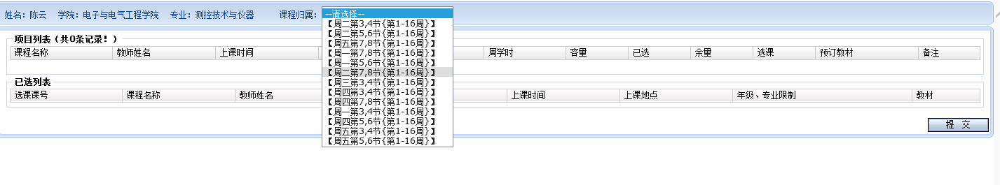 姓名：陈云 学院：电子与电气工程学院 专业：测控技术与仪器 课程归属：
--请选择--
【周二第3,4节{第1-16周}】
【周二第5,6节{第1-16周}】
【周五第7,8节{第1-16周}】
【周一第7,8节{第1-16周}】
【周一第5,6节{第1-16周}】
【周二第7,8节{第1-16周}】
【周三第3,4节{第1-16周}】
【周四第3,4节{第1-16周}】
【周四第7,8节{第1-16周}】
【周一第3,4节{第1-16周}】
【周四第5,6节{第1-16周}】
【周五第3,4节{第1-16周}】
【周五第5,6节{第1-16周}】
项目列表（共0条记录！）
课程名称 教师姓名 上课时间 周学时 容量 已选 余量 选课 预订教材 备注
已选列表
选课课号 课程名称 教师姓名 上课时间 上课地点 年级、专业限制 教材
提 交